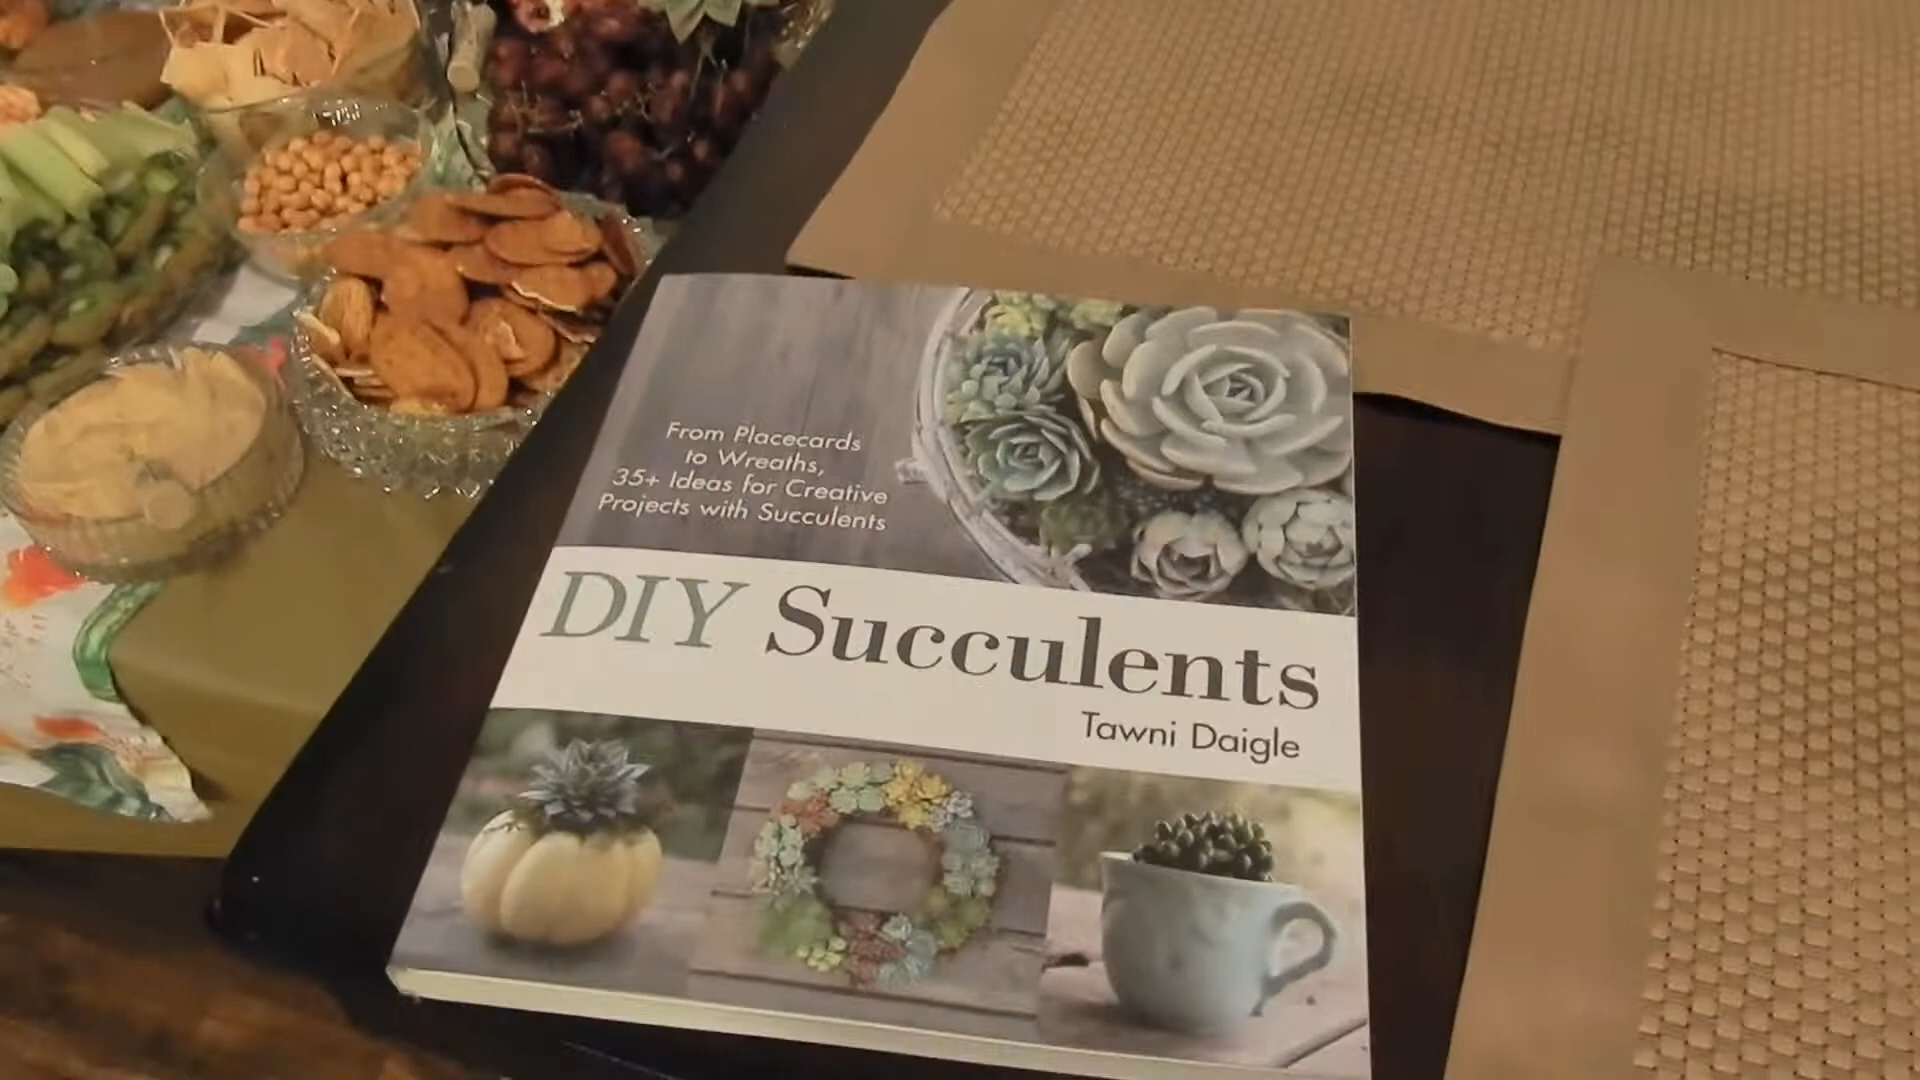 From Placecards
to Wreaths,
35+ Ideas for Creative
Projects with Succulents
DIY Succulents
Tawni Daigle